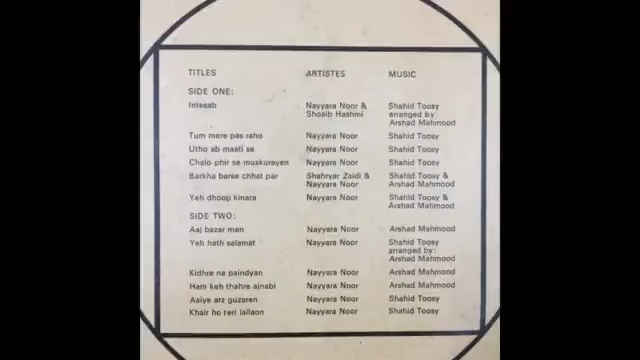 TITLES ARTISTES MUSIC
SIDE ONE:
Intesab Nayyara Noor & Shahid Toosy
Shoaib Hashmi arranged by:
Arshad Mahmood
Tum mere pas raho Nayyara Noor Shahid Toosy
Utho ab maati se Nayyara Noor Shahid Toosy
Chalo phir se muskurayen Nayyara Noor Shahid Toosy
Barkha barse chhat par Shahryar Zaidi & Shahid Toosy &
Nayyara Noor Arshad Mahmood
Yeh dhoop kinara Nayyara Noor Shahid Toosy &
Arshad Mahmood
SIDE TWO:
Aaj bazar men Nayyara Noor Arshad Mahmood
Yeh hath salamat Nayyara Noor Shahid Toosy
arranged by:
Arshad Mahmood
Kidhre na paindyan Nayyara Noor Arshad Mahmood
Ham keh thahre ajnabi Nayyara Noor Arshad Mahmood
Aaiye arz guzaren Nayyara Noor Shahid Toosy
Khair ho teri lailaon Nayyara Noor Shahid Toosy